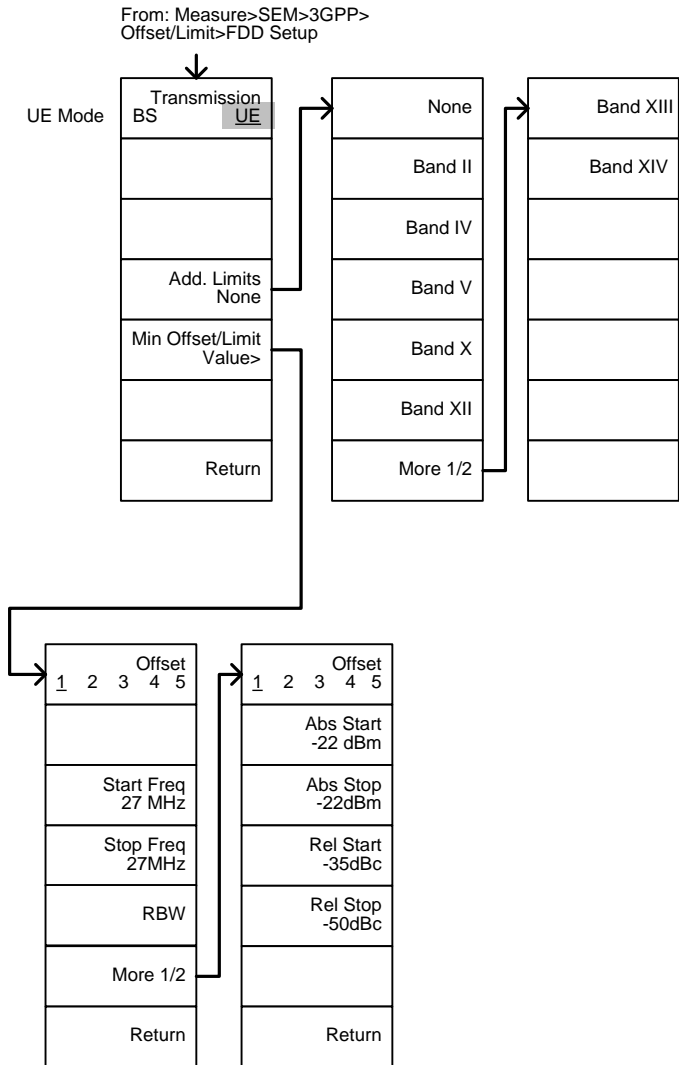 From: Measure>SEM>3GPP>
Offset/Limit>FDD Setup
UE Mode
Transmission
BS UE
Add. Limits
None
Min Offset/Limit
Value>
Return
None
Band II
Band IV
Band V
Band X
Band XII
More 1/2
Band XIII
Band XIV
Offset
1 2 3 4 5
Start Freq
27 MHz
Stop Freq
27MHz
RBW
More 1/2
Return
Offset
1 2 3 4 5
Abs Start
-22 dBm
Abs Stop
-22dBm
Rel Start
-35dBc
Rel Stop
-50dBc
Return